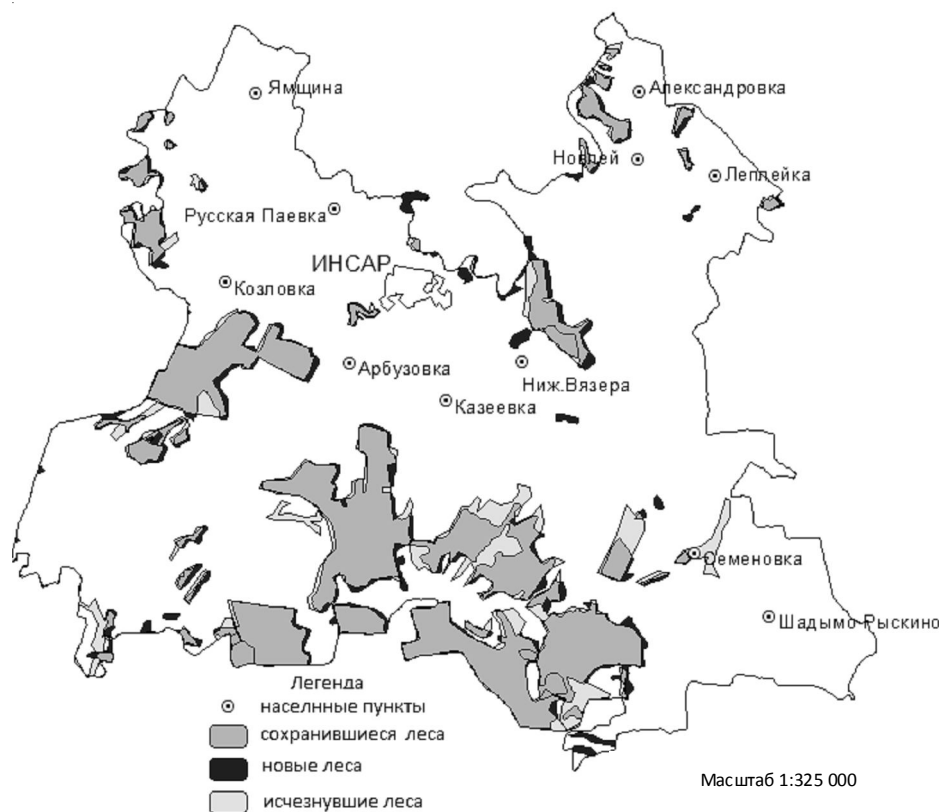 Ямщина
Александровка
Новлей
Леплейка
Русская Паевка
ИНСАР
Козловка
Арбузовка
Ниж.Вязера
Казеевка
Семеновка
Шадымо-Рыскино
Легенда
населнные пункты
сохранившиеся леса
новые леса
исчезнувшие леса
Масштаб 1:325 000